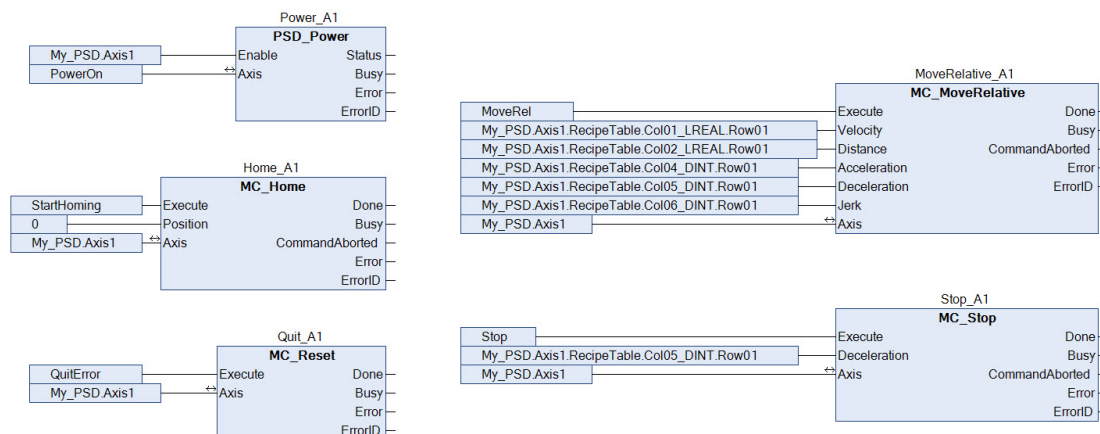 Power_A1
PSD_Power
My_PSD.Axis1 Enable Status
PowerOn Axis Busy
Error
ErrorID
Home_A1
MC_Home
StartHoming Execute Done
0 Position Busy
My_PSD.Axis1 Axis CommandAborted
Error
ErrorID
Quit_A1
MC_Reset
QuitError Execute Done
My_PSD.Axis1 Axis Busy
Error
ErrorID
MoveRelative_A1
MC_MoveRelative
MoveRel Execute Done
My_PSD.Axis1.RecipeTable.Col01_LREAL.Row01 Velocity Busy
My_PSD.Axis1.RecipeTable.Col02_LREAL.Row01 Distance CommandAborted
My_PSD.Axis1.RecipeTable.Col04_DINT.Row01 Acceleration Error
My_PSD.Axis1.RecipeTable.Col05_DINT.Row01 Deceleration ErrorID
My_PSD.Axis1.RecipeTable.Col06_DINT.Row01 Jerk
My_PSD.Axis1 Axis
Stop_A1
MC_Stop
Stop Execute Done
My_PSD.Axis1.RecipeTable.Col05_DINT.Row01 Deceleration Busy
My_PSD.Axis1 Axis CommandAborted
Error
ErrorID